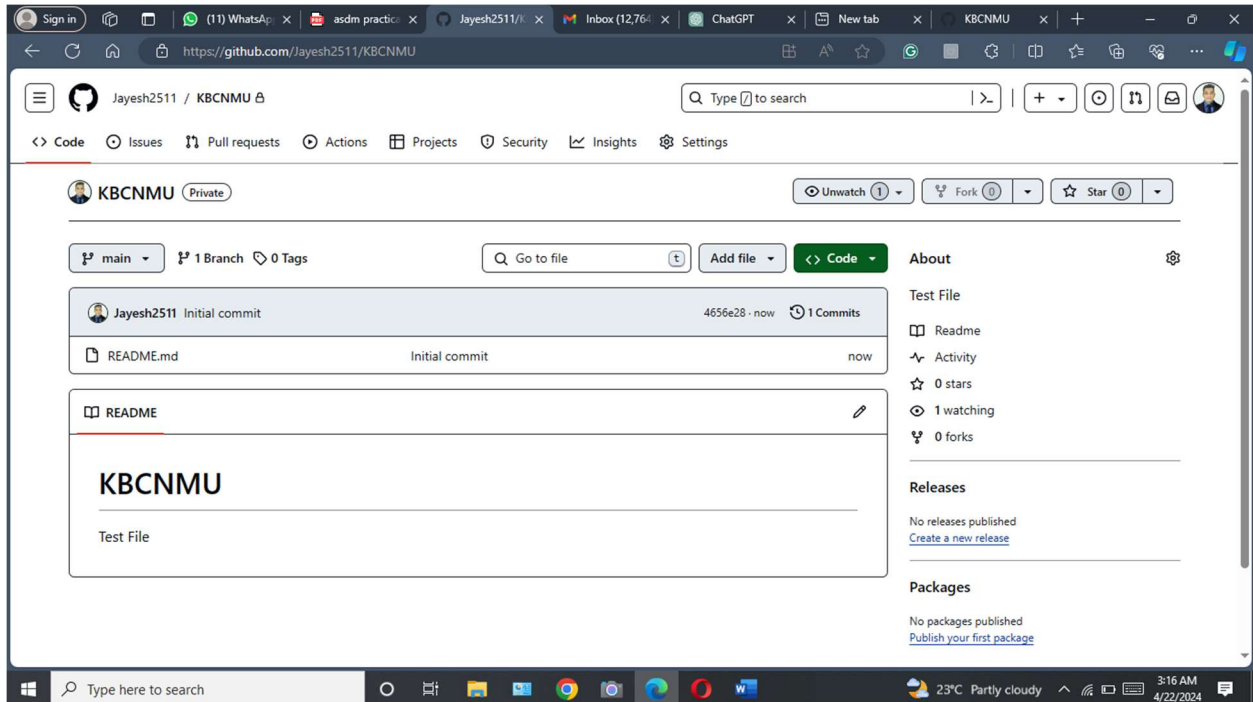 Sign in (11) WhatsAp asdm practica Jayesh2511/K Inbox (12,764 ChatGPT New tab KBCNMU
https://github.com/Jayesh2511/KBCNMU
Jayesh2511 / KBCNMU Type / to search
Code Issues Pull requests Actions Projects Security Insights Settings
KBCNMU Private Unwatch 1 Fork 0 Star 0
main 1 Branch 0 Tags Go to file t Add file <> Code
Jayesh2511 Initial commit 4656e28 · now 1 Commits
README.md Initial commit now
README
KBCNMU
Test File
About
Test File
Readme
Activity
0 stars
1 watching
0 forks
Releases
No releases published
Create a new release
Packages
No packages published
Publish your first package
Type here to search 23°C Partly cloudy 3:16 AM
4/22/2024